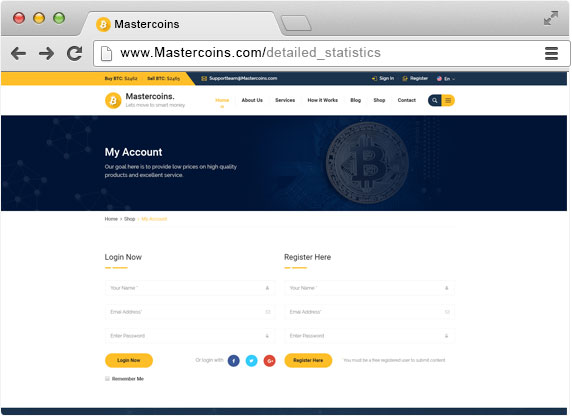 Mastercoins
www.Mastercoins.com/detailed_statistics
Buy BTC: $2462 Sell BTC: $2465 Supportteam@Mastercoins.com Sign In Register En
Mastercoins.
Lets move to smart money.
Home About Us Services How it Works Blog Shop Contact
My Account
Our goal here is to provide low prices on high quality
products and excellent service.
Home > Shop > My Account
Login Now Register Here
Your Name * Your Name *
Email Address* Email Address*
Enter Password Enter Password
Login Now Or login with Register Here You must be a free registered user to submit content.
Remember Me